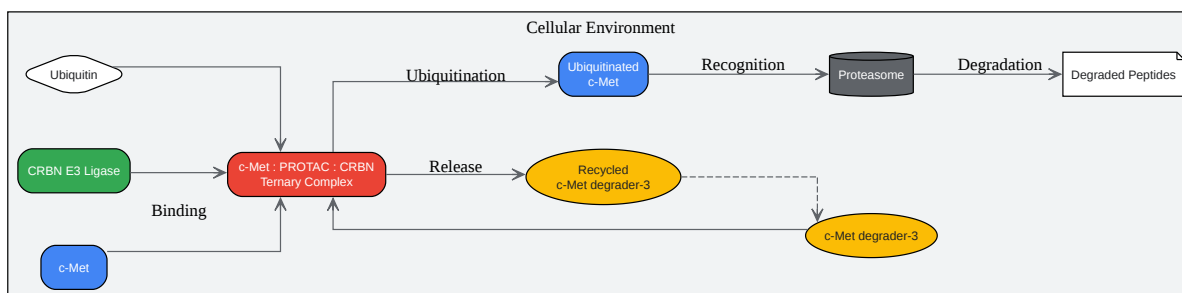 Cellular Environment
Ubiquitin
Ubiquitination
Ubiquitinated
c-Met
Recognition
Proteasome
Degradation
Degraded Peptides
CRBN E3 Ligase
c-Met : PROTAC : CRBN
Ternary Complex
Release
Recycled
c-Met degrader-3
Binding
c-Met degrader-3
c-Met